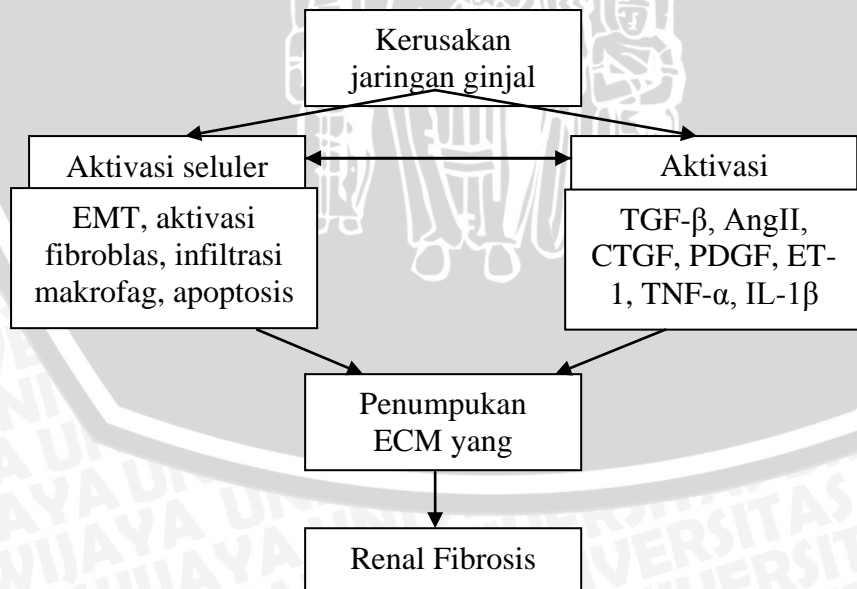 Kerusakan
jaringan ginjal
Aktivasi seluler
Aktivasi
EMT, aktivasi
fibroblas, infiltrasi
makrofag, apoptosis
TGF-β, AngII,
CTGF, PDGF, ET-
1, TNF-α, IL-1β
Penumpukan
ECM yang
Renal Fibrosis